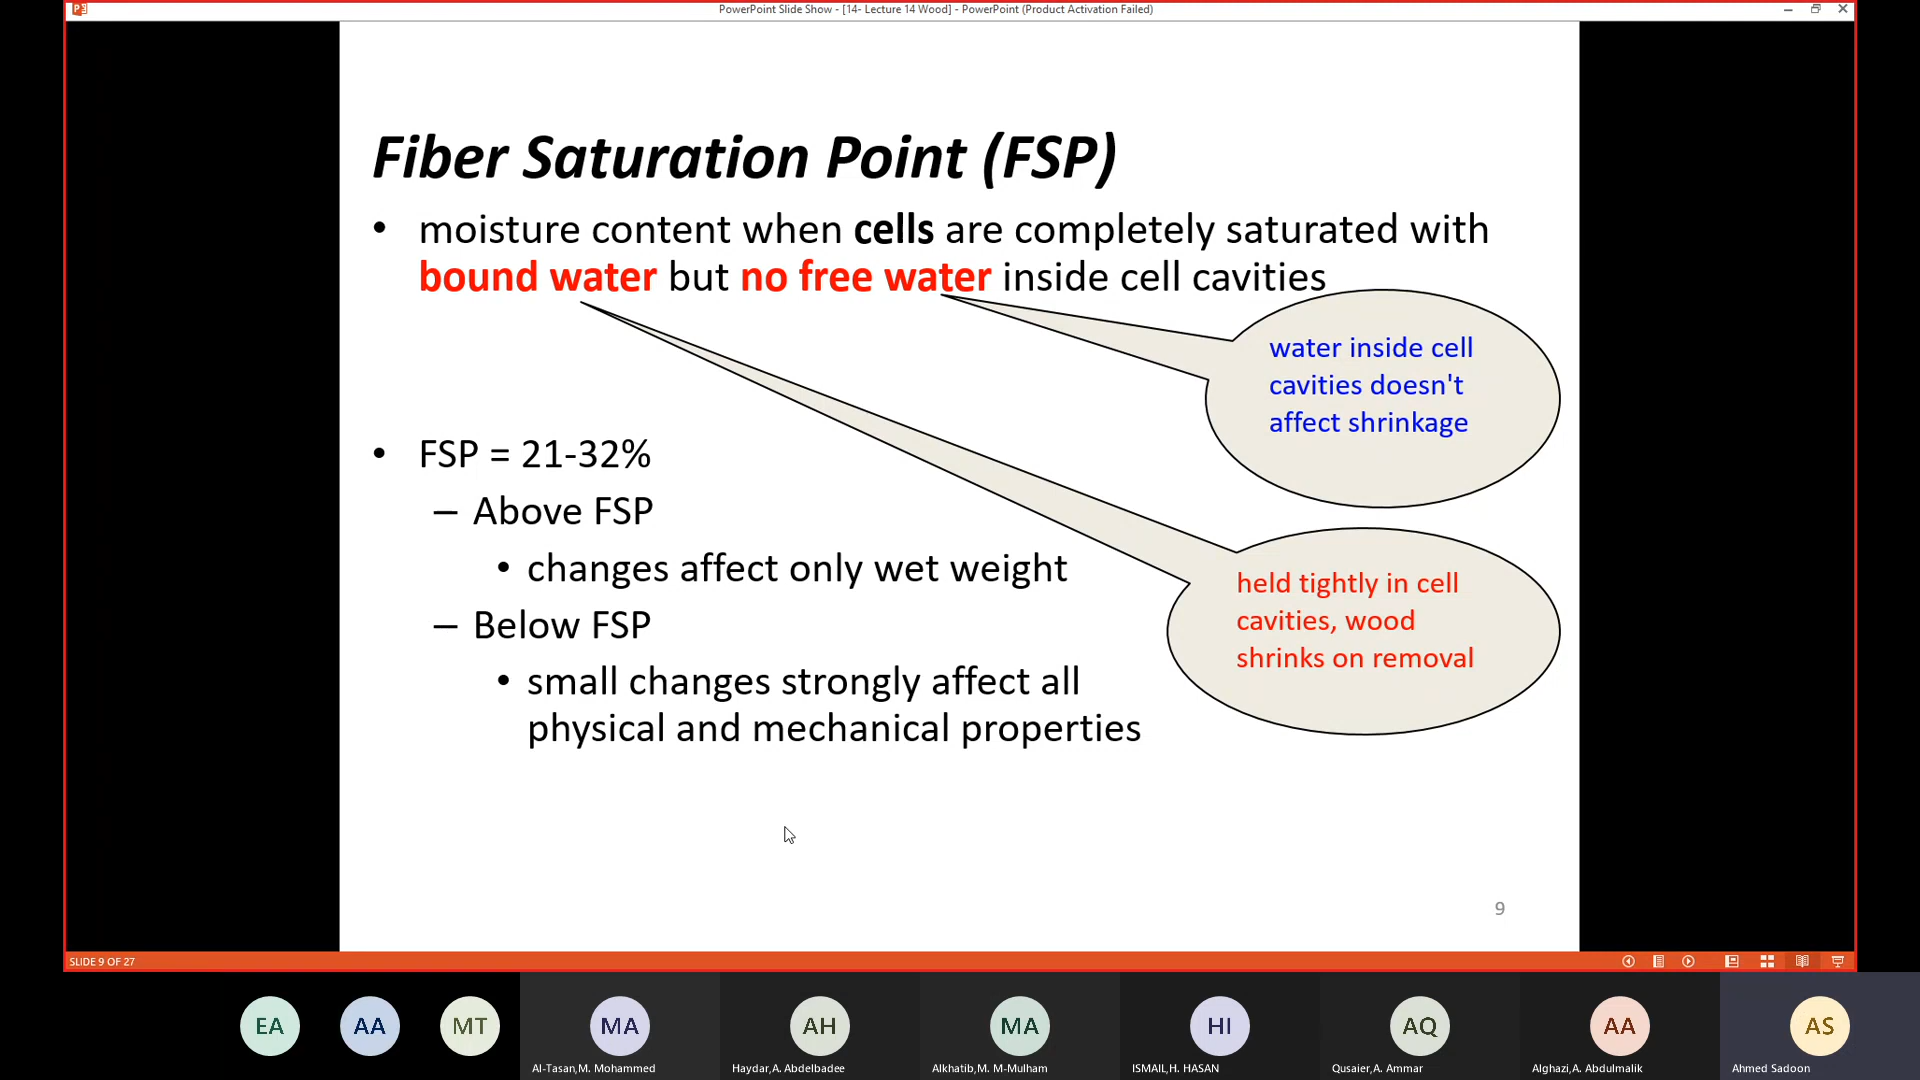 PowerPoint Slide Show - [14- Lecture 14 Wood] - PowerPoint (Product Activation Failed)
Fiber Saturation Point (FSP)
• moisture content when cells are completely saturated with
bound water but no free water inside cell cavities
water inside cell
cavities doesn't
affect shrinkage
• FSP = 21-32%
– Above FSP
• changes affect only wet weight
– Below FSP
• small changes strongly affect all
physical and mechanical properties
held tightly in cell
cavities, wood
shrinks on removal
9
SLIDE 9 OF 27
EA
AA
MT
MA
AH
MA
HI
AQ
AA
AS
Al-Tasan,M. Mohammed
Haydar,A. Abdelbadee
Alkhatib,M. M-Mulham
ISMAIL,H. HASAN
Qusaier,A. Ammar
Alghazi,A. Abdulmalik
Ahmed Sadoon